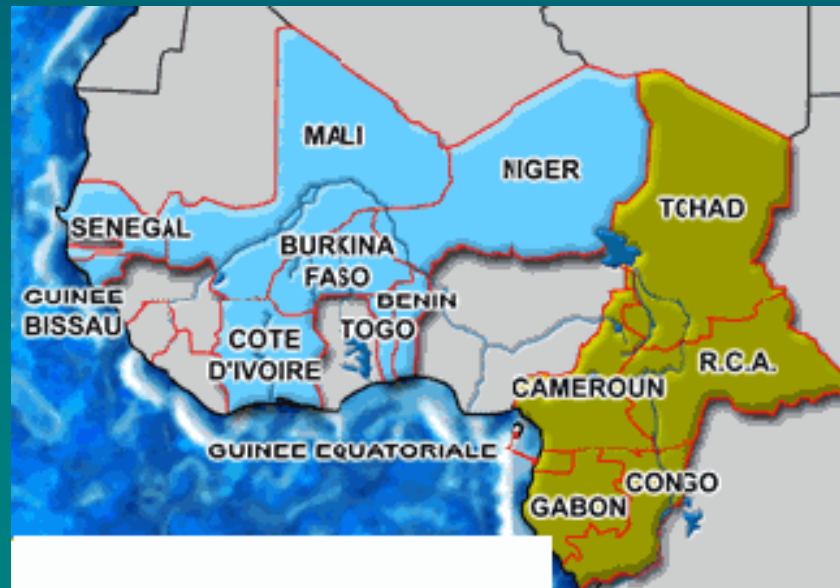 MALI
NIGER
TCHAD
SENEGAL
BURKINA
FASO
GUINEE
BISSAU
BENIN
TOGO
COTE
D'IVOIRE
R.C.A.
CAMEROUN
GUINEE EQUATORIALE
CONGO
GABON